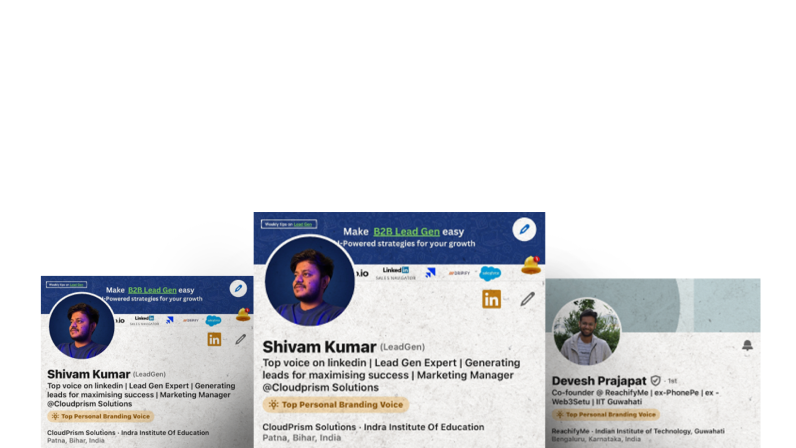 Weekly tips on Lead Gen
Make B2B Lead Gen easy
-Powered strategies for your growth
.io
LinkedIn
SALES NAVIGATOR
salesforce
Shivam Kumar (LeadGen)
Top voice on linkedin | Lead Gen Expert | Generating
leads for maximising success | Marketing Manager
@Cloudprism Solutions
Top Personal Branding Voice
CloudPrism Solutions · Indra Institute Of Education
Patna, Bihar, India
Weekly tips on Lead Gen
Make B2B Lead Gen easy
-Powered strategies for your growth
.io
LinkedIn
SALES NAVIGATOR
in
Shivam Kumar (LeadGen)
Top voice on linkedin | Lead Gen Expert | Generating
leads for maximising success | Marketing Manager
@Cloudprism Solutions
Top Personal Branding Voice
CloudPrism Solutions · Indra Institute Of Education
Patna, Bihar, India
Devesh Prajapat · 1st
Co-founder @ ReachifyMe | ex-PhonePe | ex -
Web3Setu | IIT Guwahati
Top Personal Branding Voice
ReachifyMe · Indian Institute of Technology, Guwahati
Bengaluru, Karnataka, India